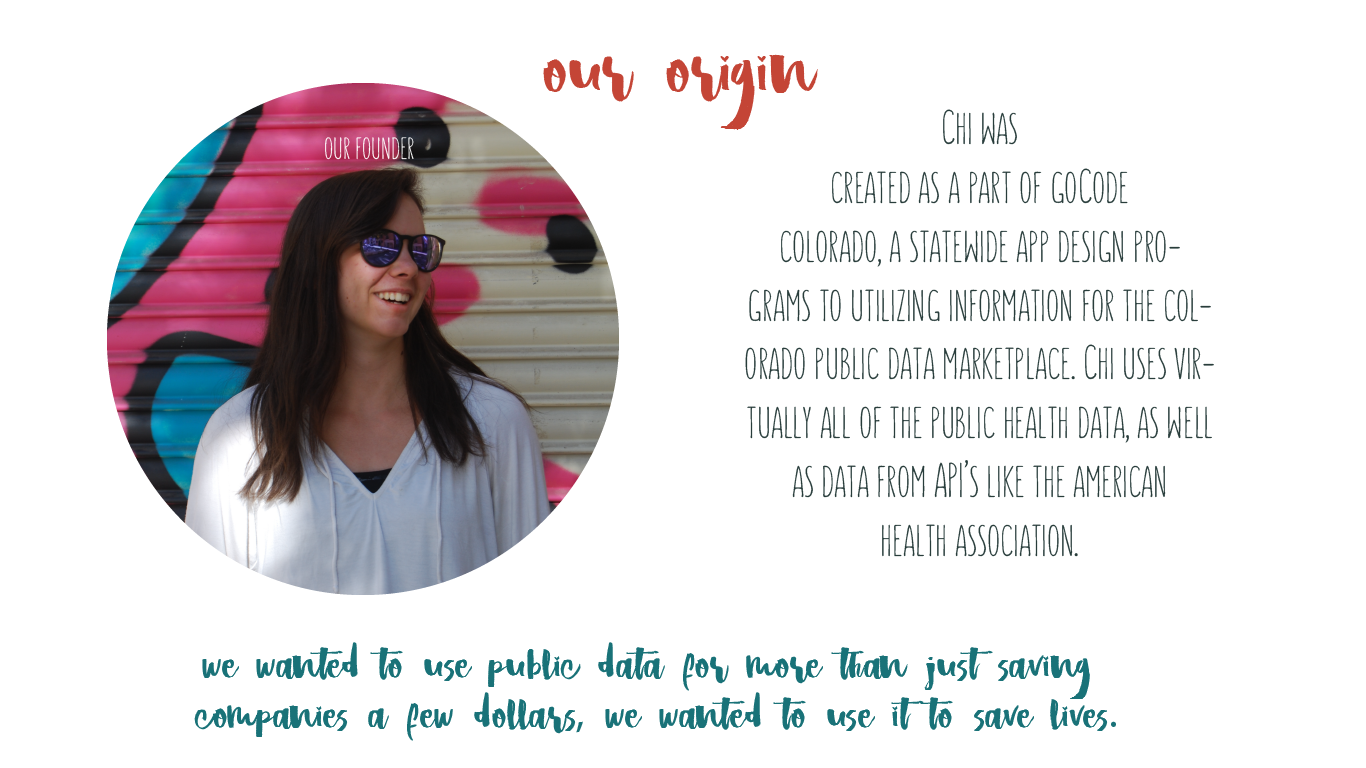 our origin
OUR FOUNDER
CHI WAS
CREATED AS A PART OF GOCODE
COLORADO, A STATEWIDE APP DESIGN PRO-
GRAMS TO UTILIZING INFORMATION FOR THE COL-
ORADO PUBLIC DATA MARKETPLACE. CHI USES VIR-
TUALLY ALL OF THE PUBLIC HEALTH DATA, AS WELL
AS DATA FROM API'S LIKE THE AMERICAN
HEALTH ASSOCIATION.
we wanted to use public data for more than just saving
companies a few dollars, we wanted to use it to save lives.